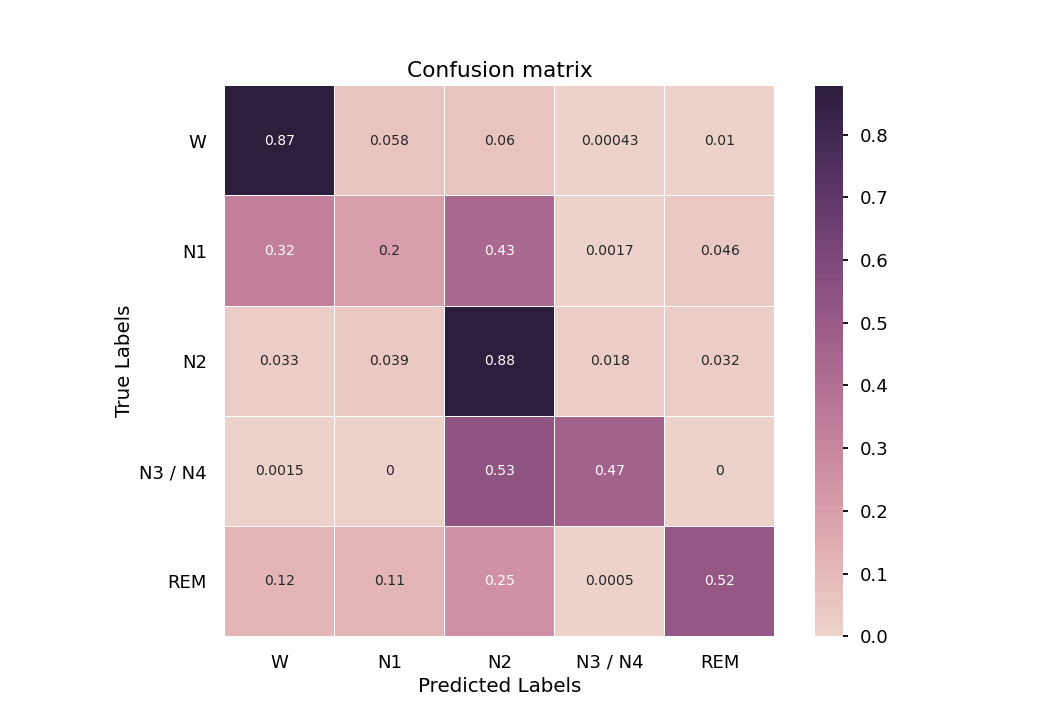 Confusion matrix
W 0.87 0.058 0.06 0.00043 0.01
N1 0.32 0.2 0.43 0.0017 0.046
N2 0.033 0.039 0.88 0.018 0.032
N3 / N4 0.0015 0 0.53 0.47 0
REM 0.12 0.11 0.25 0.0005 0.52
W N1 N2 N3 / N4 REM
Predicted Labels
True Labels
0.8
0.7
0.6
0.5
0.4
0.3
0.2
0.1
0.0